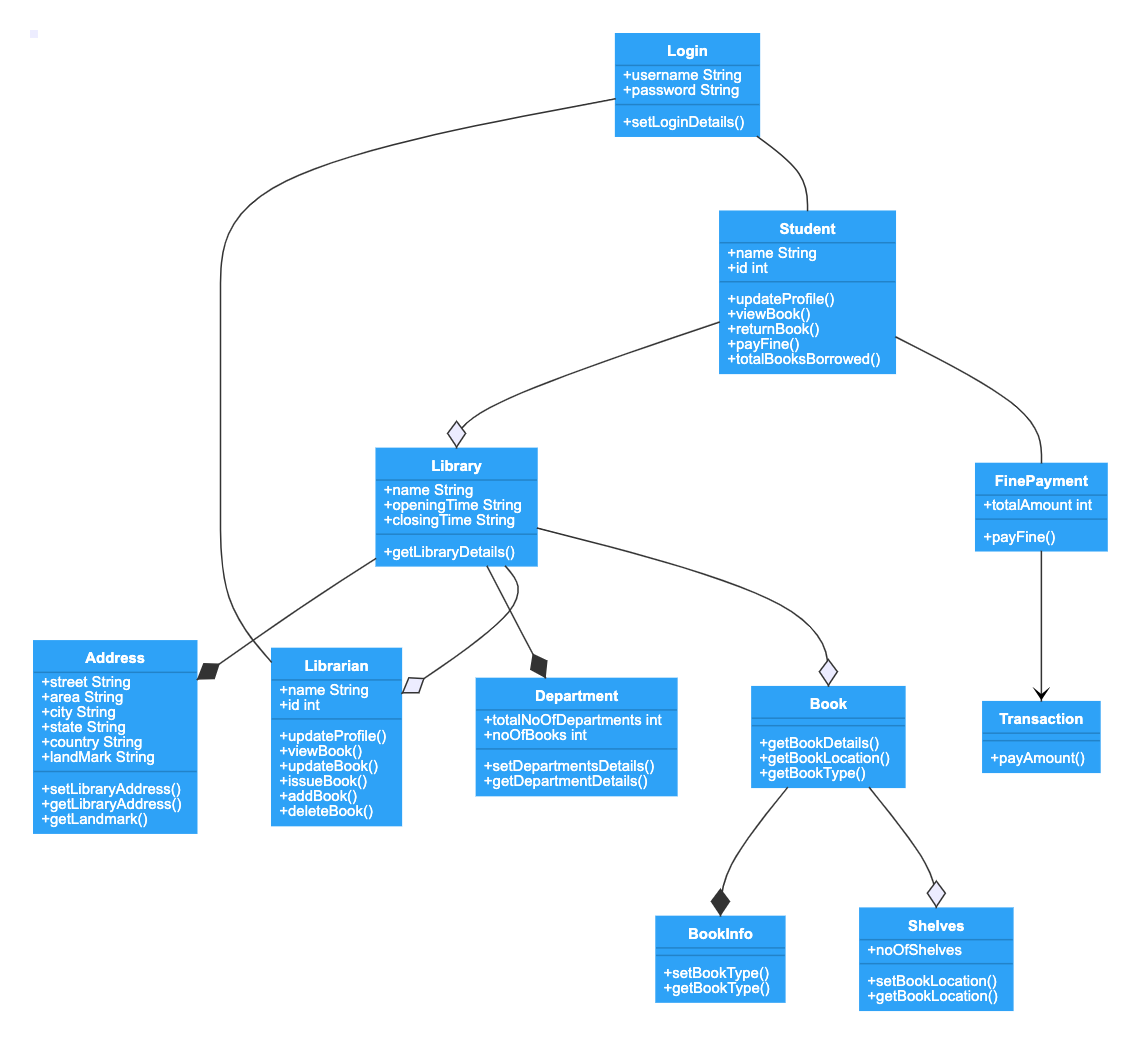 Login
+username String
+password String
+setLoginDetails()
Student
+name String
+id int
+updateProfile()
+viewBook()
+returnBook()
+payFine()
+totalBooksBorrowed()
Library
+name String
+openingTime String
+closingTime String
+getLibraryDetails()
FinePayment
+totalAmount int
+payFine()
Address
+street String
+area String
+city String
+state String
+country String
+landMark String
+setLibraryAddress()
+getLibraryAddress()
+getLandmark()
Librarian
+name String
+id int
+updateProfile()
+viewBook()
+updateBook()
+issueBook()
+addBook()
+deleteBook()
Department
+totalNoOfDepartments int
+noOfBooks int
+setDepartmentsDetails()
+getDepartmentDetails()
Book
+getBookDetails()
+getBookLocation()
+getBookType()
Transaction
+payAmount()
BookInfo
+setBookType()
+getBookType()
Shelves
+noOfShelves
+setBookLocation()
+getBookLocation()